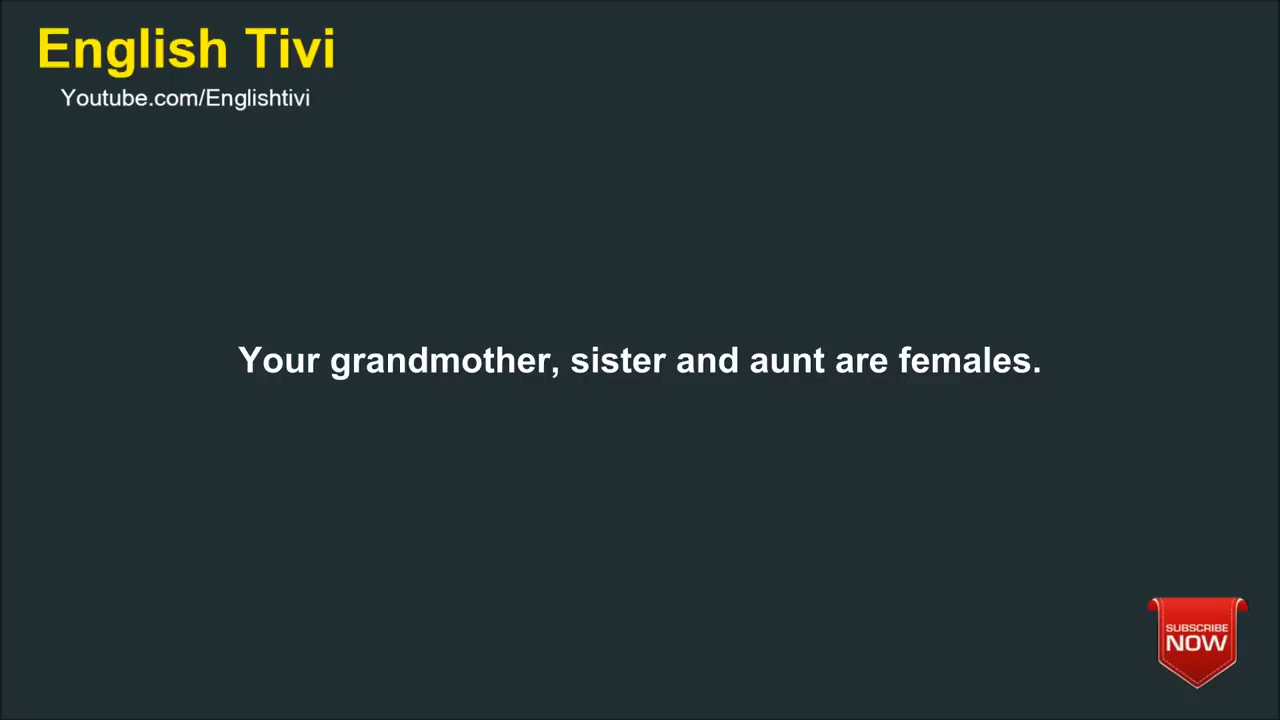 English Tivi
Youtube.com/Englishtivi
Your grandmother, sister and aunt are females.
SUBSCRIBE
NOW